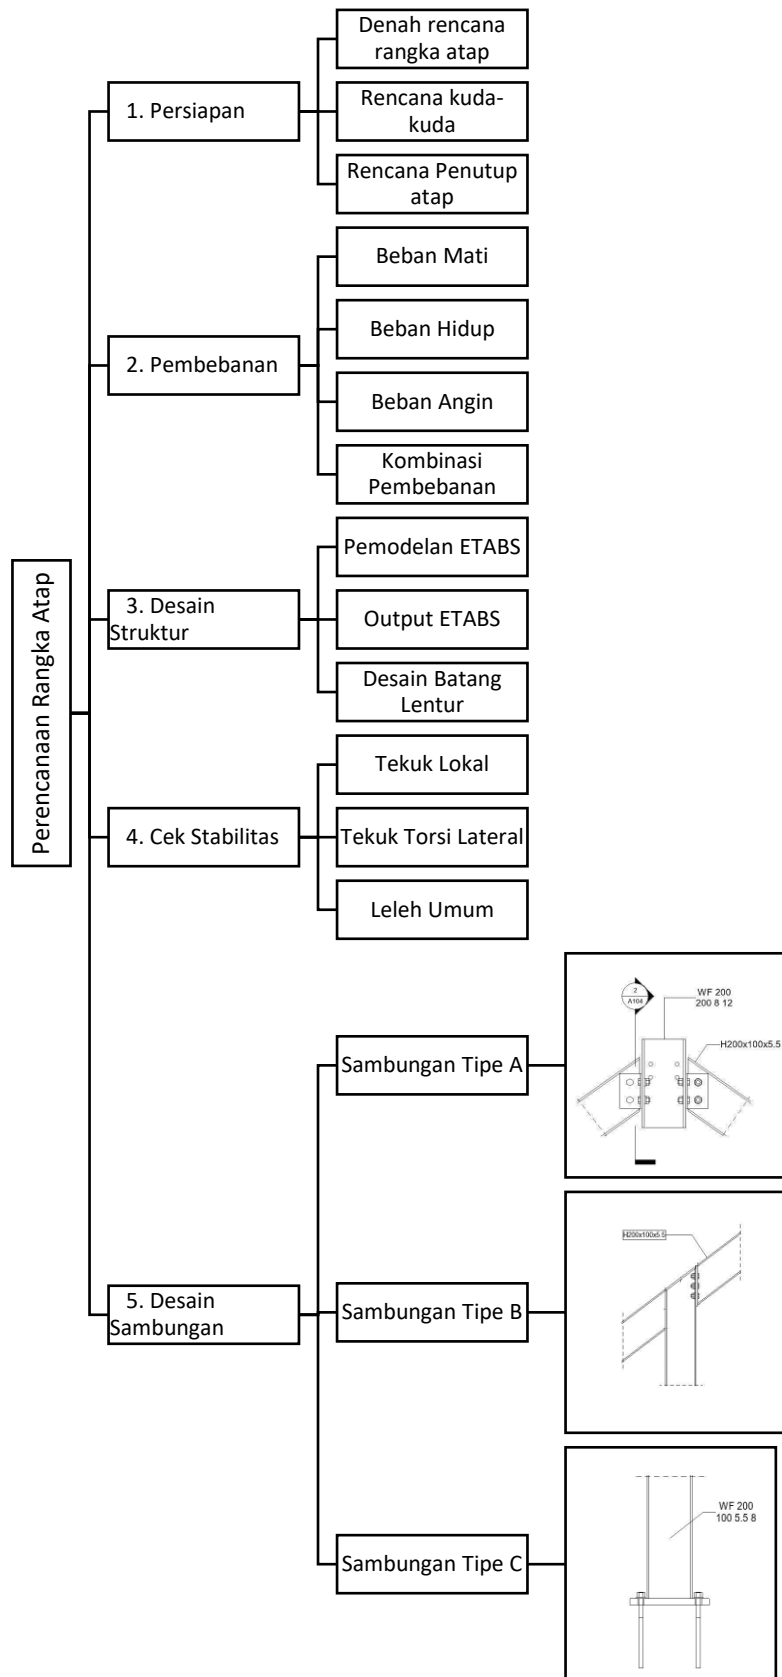 Perencanaan Rangka Atap
1. Persiapan
Denah rencana
rangka atap
Rencana kuda-
kuda
Rencana Penutup
atap
2. Pembebanan
Beban Mati
Beban Hidup
Beban Angin
Kombinasi
Pembebanan
3. Desain
Struktur
Pemodelan ETABS
Output ETABS
Desain Batang
Lentur
4. Cek Stabilitas
Tekuk Lokal
Tekuk Torsi Lateral
Leleh Umum
5. Desain
Sambungan
Sambungan Tipe A
2
A104
WF 200
200 8 12
H200x100x5.5
Sambungan Tipe B
H200x100x5.5
Sambungan Tipe C
WF 200
100 5.5 8